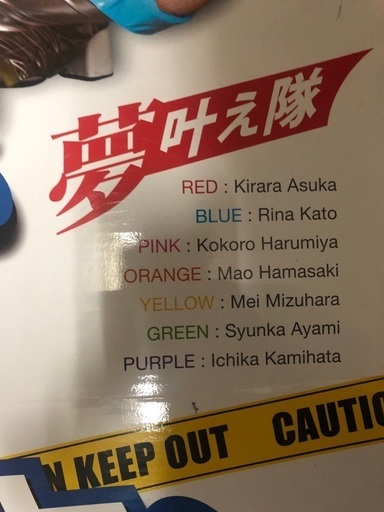 夢叶え隊
RED : Kirara Asuka
BLUE : Rina Kato
PINK : Kokoro Harumiya
ORANGE : Mao Hamasaki
YELLOW : Mei Mizuhara
GREEN : Syunka Ayami
PURPLE : Ichika Kamihata
N KEEP OUT CAUTIO